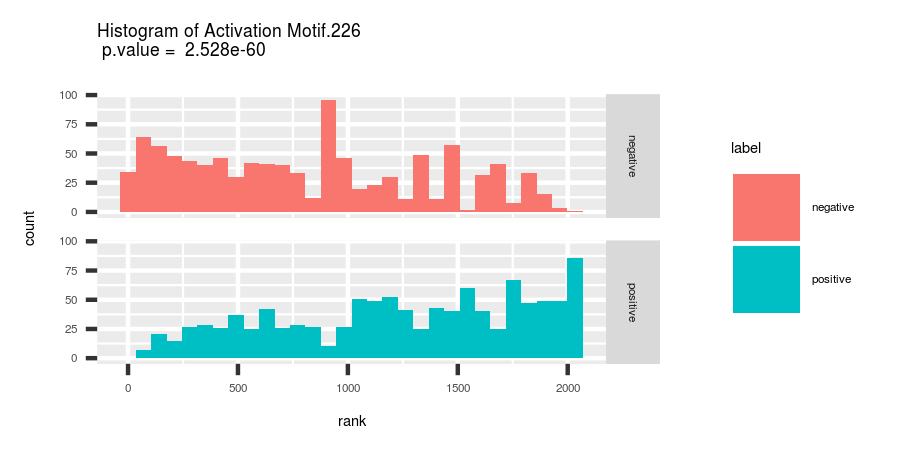 Histogram of Activation Motif.226
p.value = 2.528e-60
100
75
50
25
0
negative
count
100
75
50
25
0
positive
0 500 1000 1500 2000
rank
label
negative
positive